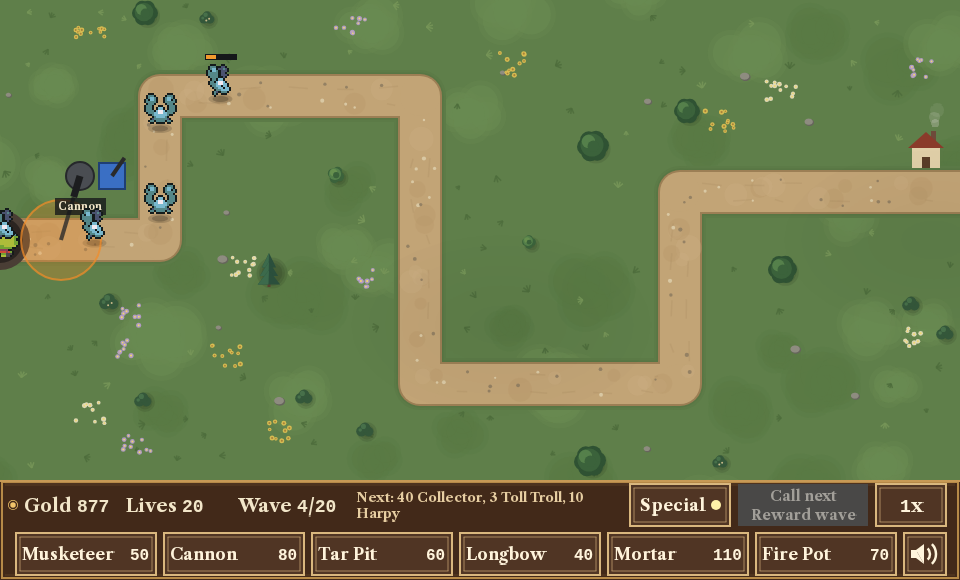 Cannon
Gold 877 Lives 20 Wave 4/20
Next: 40 Collector, 3 Toll Troll, 10
Harpy
Special
Call next
Reward wave
1x
Musketeer 50
Cannon 80
Tar Pit 60
Longbow 40
Mortar 110
Fire Pot 70